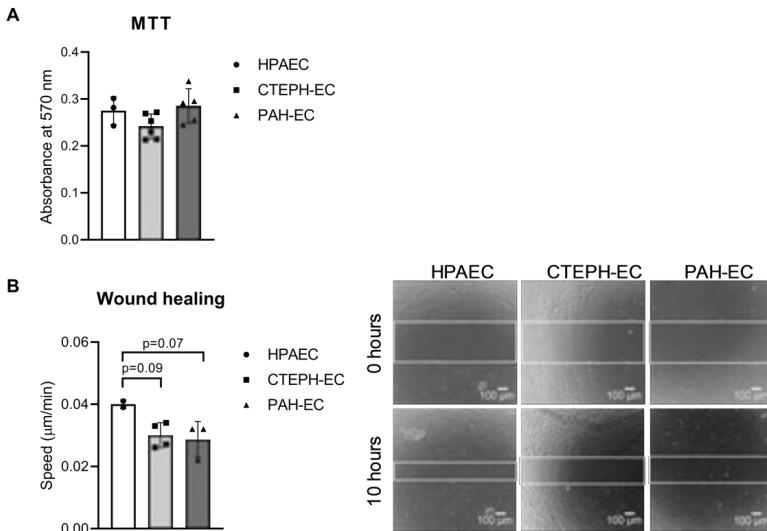 A
MTT
Absorbance at 570 nm
0.4
0.3
0.2
0.1
0.0
HPAEC
CTEPH-EC
PAH-EC
B
Wound healing
Speed (µm/min)
0.06
0.04
0.02
0.00
p=0.07
p=0.09
HPAEC
CTEPH-EC
PAH-EC
HPAEC CTEPH-EC PAH-EC
0 hours
100 µm 100 µm 100 µm
10 hours
100 µm 100 µm 100 µm